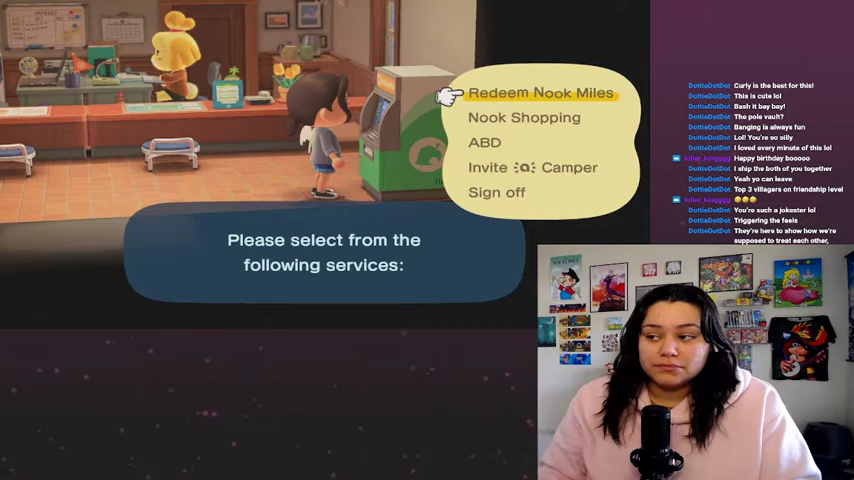 Redeem Nook Miles
Nook Shopping
ABD
Invite Camper
Sign off
Please select from the
following services:
DottieDotDot: Curly is the best for this!
DottieDotDot: This is cute lol
DottieDotDot: Bash it bay bay!
DottieDotDot: The pole vault?
DottieDotDot: Banging is always fun
DottieDotDot: Lol! You're so silly
DottieDotDot: I loved every minute of this lol
Happy birthday booooo
DottieDotDot: I ship the both of you together
DottieDotDot: Yeah yo can leave
DottieDotDot: Top 3 villagers on friendship level
DottieDotDot: You're such a jokester lol
DottieDotDot: Triggering the feels
DottieDotDot: They're here to show how we're
supposed to treat each other,